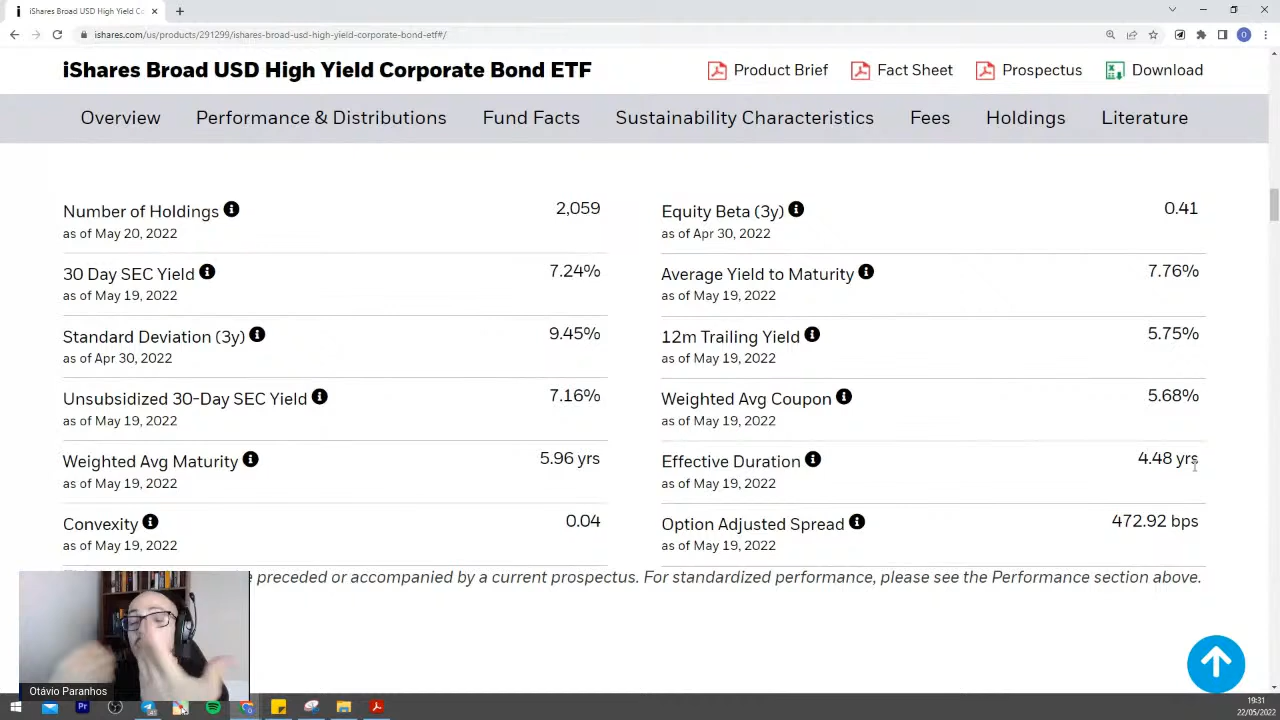 iShares Broad USD High Yield Co
ishares.com/us/products/291299/ishares-broad-usd-high-yield-corporate-bond-etf#/
iShares Broad USD High Yield Corporate Bond ETF
Product Brief
Fact Sheet
Prospectus
Download
Overview
Performance & Distributions
Fund Facts
Sustainability Characteristics
Fees
Holdings
Literature
Number of Holdings 2,059
as of May 20, 2022
30 Day SEC Yield 7.24%
as of May 19, 2022
Standard Deviation (3y) 9.45%
as of Apr 30, 2022
Unsubsidized 30-Day SEC Yield 7.16%
as of May 19, 2022
Weighted Avg Maturity 5.96 yrs
as of May 19, 2022
Convexity 0.04
as of May 19, 2022
Equity Beta (3y) 0.41
as of Apr 30, 2022
Average Yield to Maturity 7.76%
as of May 19, 2022
12m Trailing Yield 5.75%
as of May 19, 2022
Weighted Avg Coupon 5.68%
as of May 19, 2022
Effective Duration 4.48 yrs
as of May 19, 2022
Option Adjusted Spread 472.92 bps
as of May 19, 2022
preceded or accompanied by a current prospectus. For standardized performance, please see the Performance section above.
Otávio Paranhos
Pr
19:31
22/05/2022